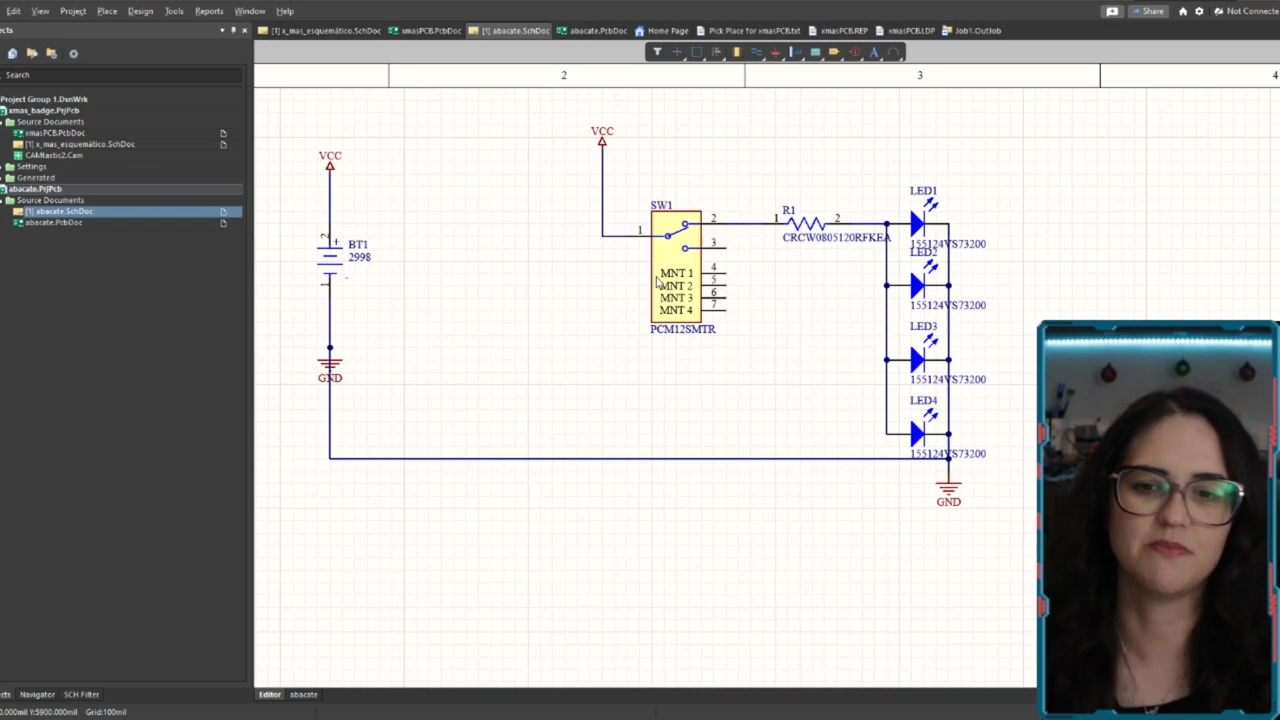 Edit View Project Place Design Tools Reports Window Help
Share Not Connecte
[1] x_mas_esquemático.SchDoc xmasPCB.PcbDoc [1] abacate.SchDoc abacate.PcbDoc Home Page Pick Place for xmasPCB.txt xmasPCB.REP xmasPCB.LDP Job1.OutJob
Search
Project Group 1.DsnWrk
xmas_badge.PrjPcb
Source Documents
xmasPCB.PcbDoc
[1] x_mas_esquemático.SchDoc
CAMtastic2.Cam
Settings
Generated
abacate.PrjPcb
Source Documents
[1] abacate.SchDoc
abacate.PcbDoc
2 3 4
VCC
2
BT1
2998
1
GND
VCC
SW1
1
2
3
MNT 1 4
MNT 2 5
MNT 3 6
MNT 4 7
PCM12SMTR
R1
1 2
CRCW0805120RFKEA
LED1
155124VS73200
LED2
155124VS73200
LED3
155124VS73200
LED4
155124VS73200
GND
Navigator SCH Filter
Editor abacate
Y:5900.000mil Grid:100mil